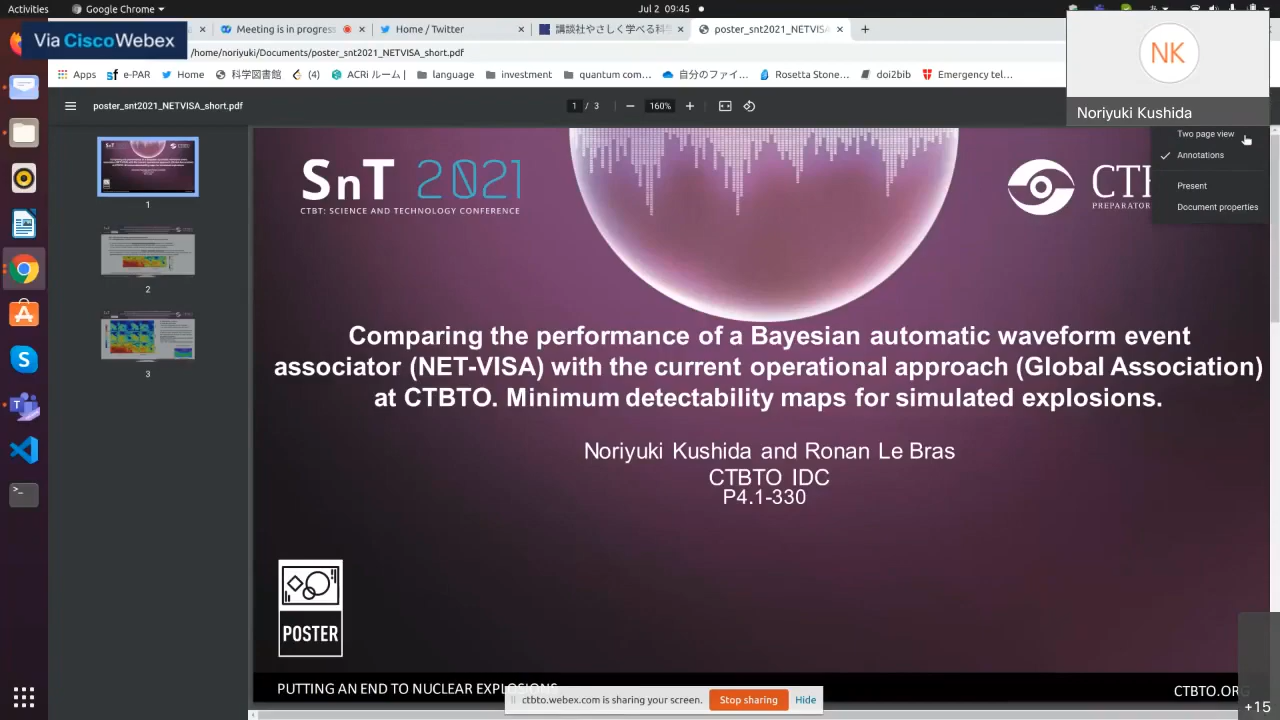 Activities
Google Chrome
Jul 2 09:45
Via Cisco Webex
Meeting is in progress
Home / Twitter
講談社やさしく学べる科
poster_snt2021_NETVISA
/home/noriyuki/Documents/poster_snt2021_NETVISA_short.pdf
Apps
e-PAR
Home
科学図書館
(4)
ACRi ルーム |
language
investment
quantum com...
自分のファイ...
Rosetta Stone...
doi2bib
Emergency tel...
NK
Noriyuki Kushida
poster_snt2021_NETVISA_short.pdf
1 / 3
160%
Two page view
Annotations
Present
Document properties
1
2
3
SnT 2021
CTBT: SCIENCE AND TECHNOLOGY CONFERENCE
Comparing the performance of a Bayesian automatic waveform event
associator (NET-VISA) with the current operational approach (Global Association)
at CTBTO. Minimum detectability maps for simulated explosions.
Noriyuki Kushida and Ronan Le Bras
CTBTO IDC
P4.1-330
POSTER
PUTTING AN END TO NUCLEAR EXPLOSIONS
CTBTO.ORG
ctbto.webex.com is sharing your screen.
Stop sharing
Hide
+15